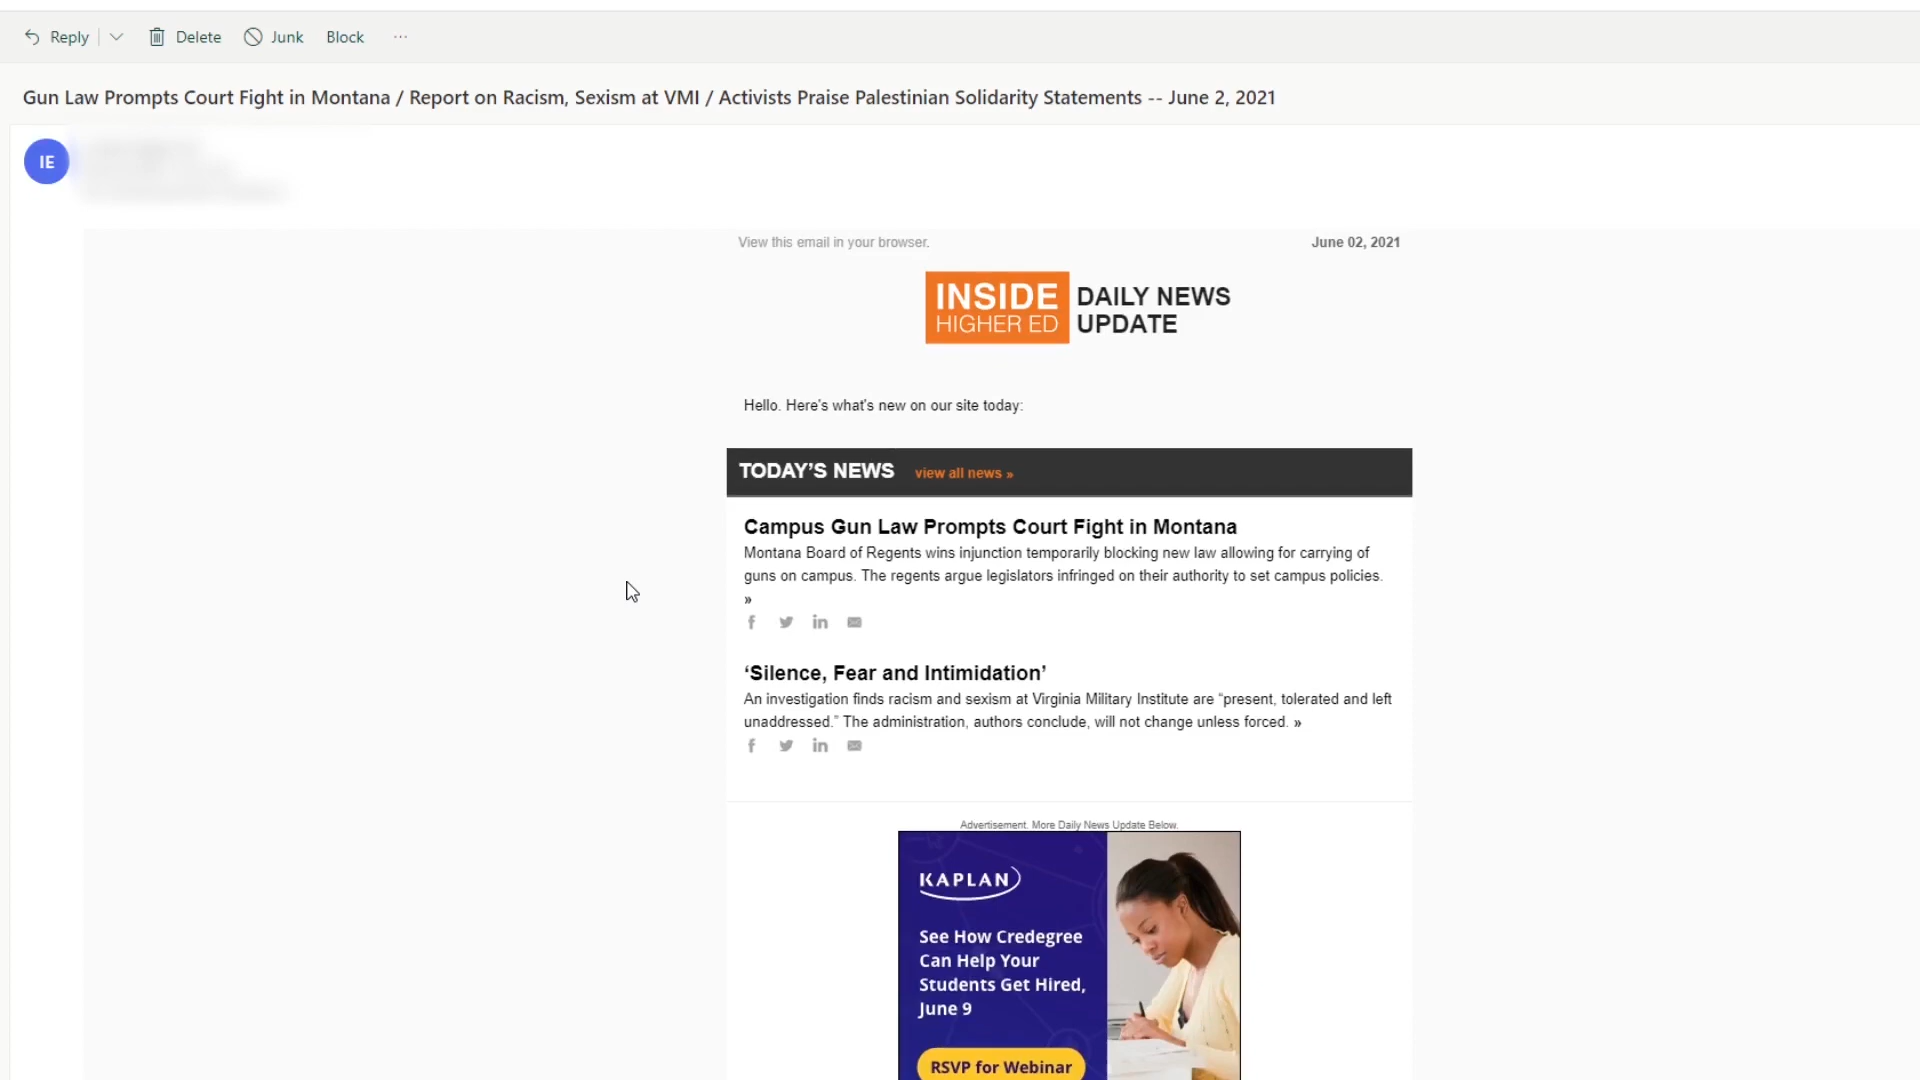 Reply Delete Junk Block ...
Gun Law Prompts Court Fight in Montana / Report on Racism, Sexism at VMI / Activists Praise Palestinian Solidarity Statements -- June 2, 2021
IE
View this email in your browser. June 02, 2021
INSIDE
HIGHER ED
DAILY NEWS
UPDATE
Hello. Here's what's new on our site today:
TODAY'S NEWS view all news »
Campus Gun Law Prompts Court Fight in Montana
Montana Board of Regents wins injunction temporarily blocking new law allowing for carrying of
guns on campus. The regents argue legislators infringed on their authority to set campus policies.
»
‘Silence, Fear and Intimidation’
An investigation finds racism and sexism at Virginia Military Institute are “present, tolerated and left
unaddressed.” The administration, authors conclude, will not change unless forced. »
Advertisement. More Daily News Update Below.
KAPLAN
See How Credegree
Can Help Your
Students Get Hired,
June 9
RSVP for Webinar